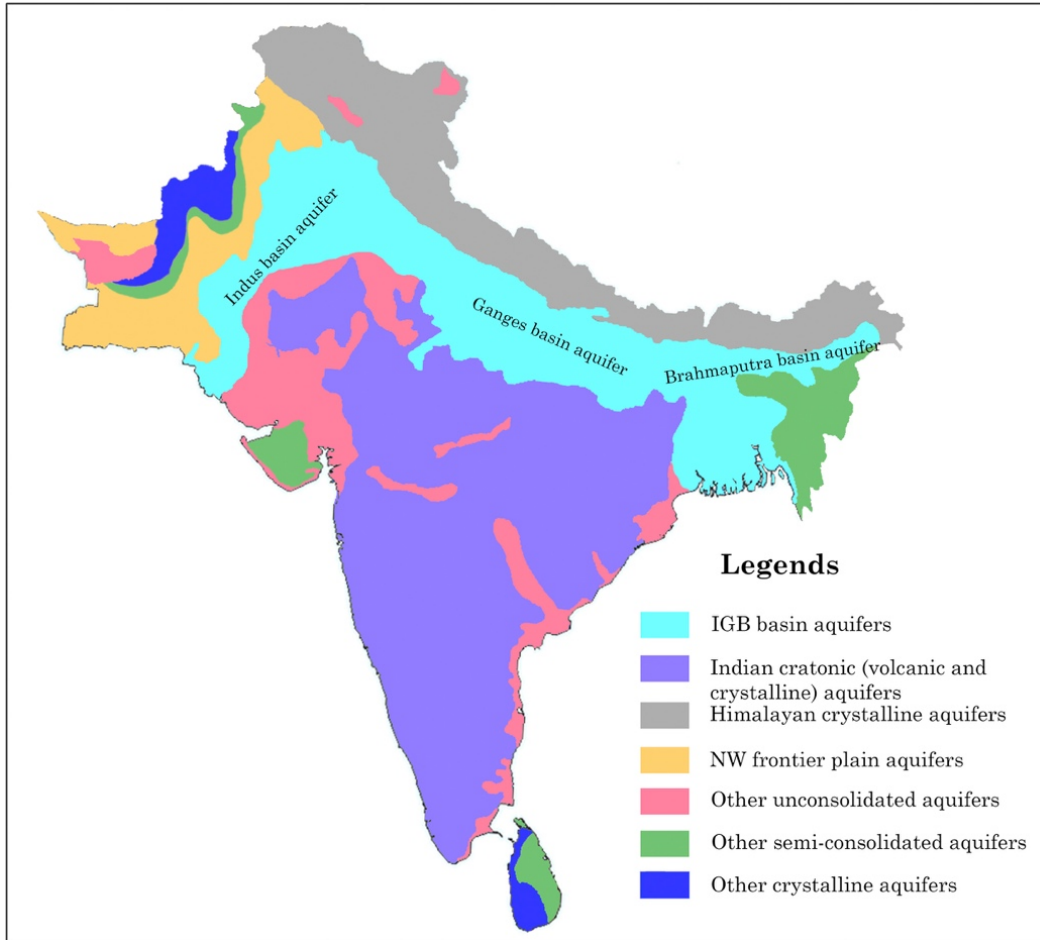 Indus basin aquifer
Ganges basin aquifer
Brahmaputra basin aquifer
Legends
IGB basin aquifers
Indian cratonic (volcanic and
crystalline) aquifers
Himalayan crystalline aquifers
NW frontier plain aquifers
Other unconsolidated aquifers
Other semi-consolidated aquifers
Other crystalline aquifers